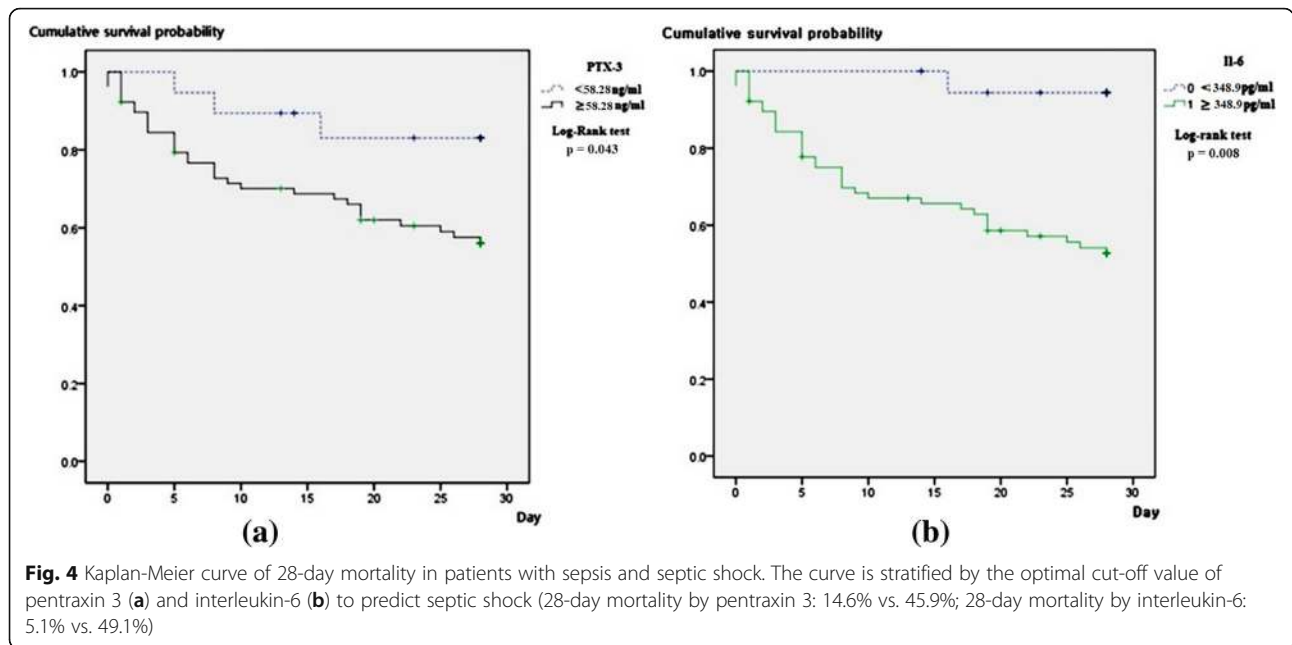 Cumulative survival probability
1.0
0.8
0.6
0.4
0.2
0.0
0 5 10 15 20 25 30
Day
PTX-3
<58.28ng/ml
≥58.28ng/ml
Log-Rank test
p = 0.043
(a)
Cumulative survival probability
1.0
0.8
0.6
0.4
0.2
0.0
0 5 10 15 20 25 30
Day
Il-6
0 <348.9pg/ml
1 ≥ 348.9pg/ml
Log-rank test
p = 0.008
(b)
Fig. 4 Kaplan-Meier curve of 28-day mortality in patients with sepsis and septic shock. The curve is stratified by the optimal cut-off value of
pentraxin 3 (a) and interleukin-6 (b) to predict septic shock (28-day mortality by pentraxin 3: 14.6% vs. 45.9%; 28-day mortality by interleukin-6:
5.1% vs. 49.1%)